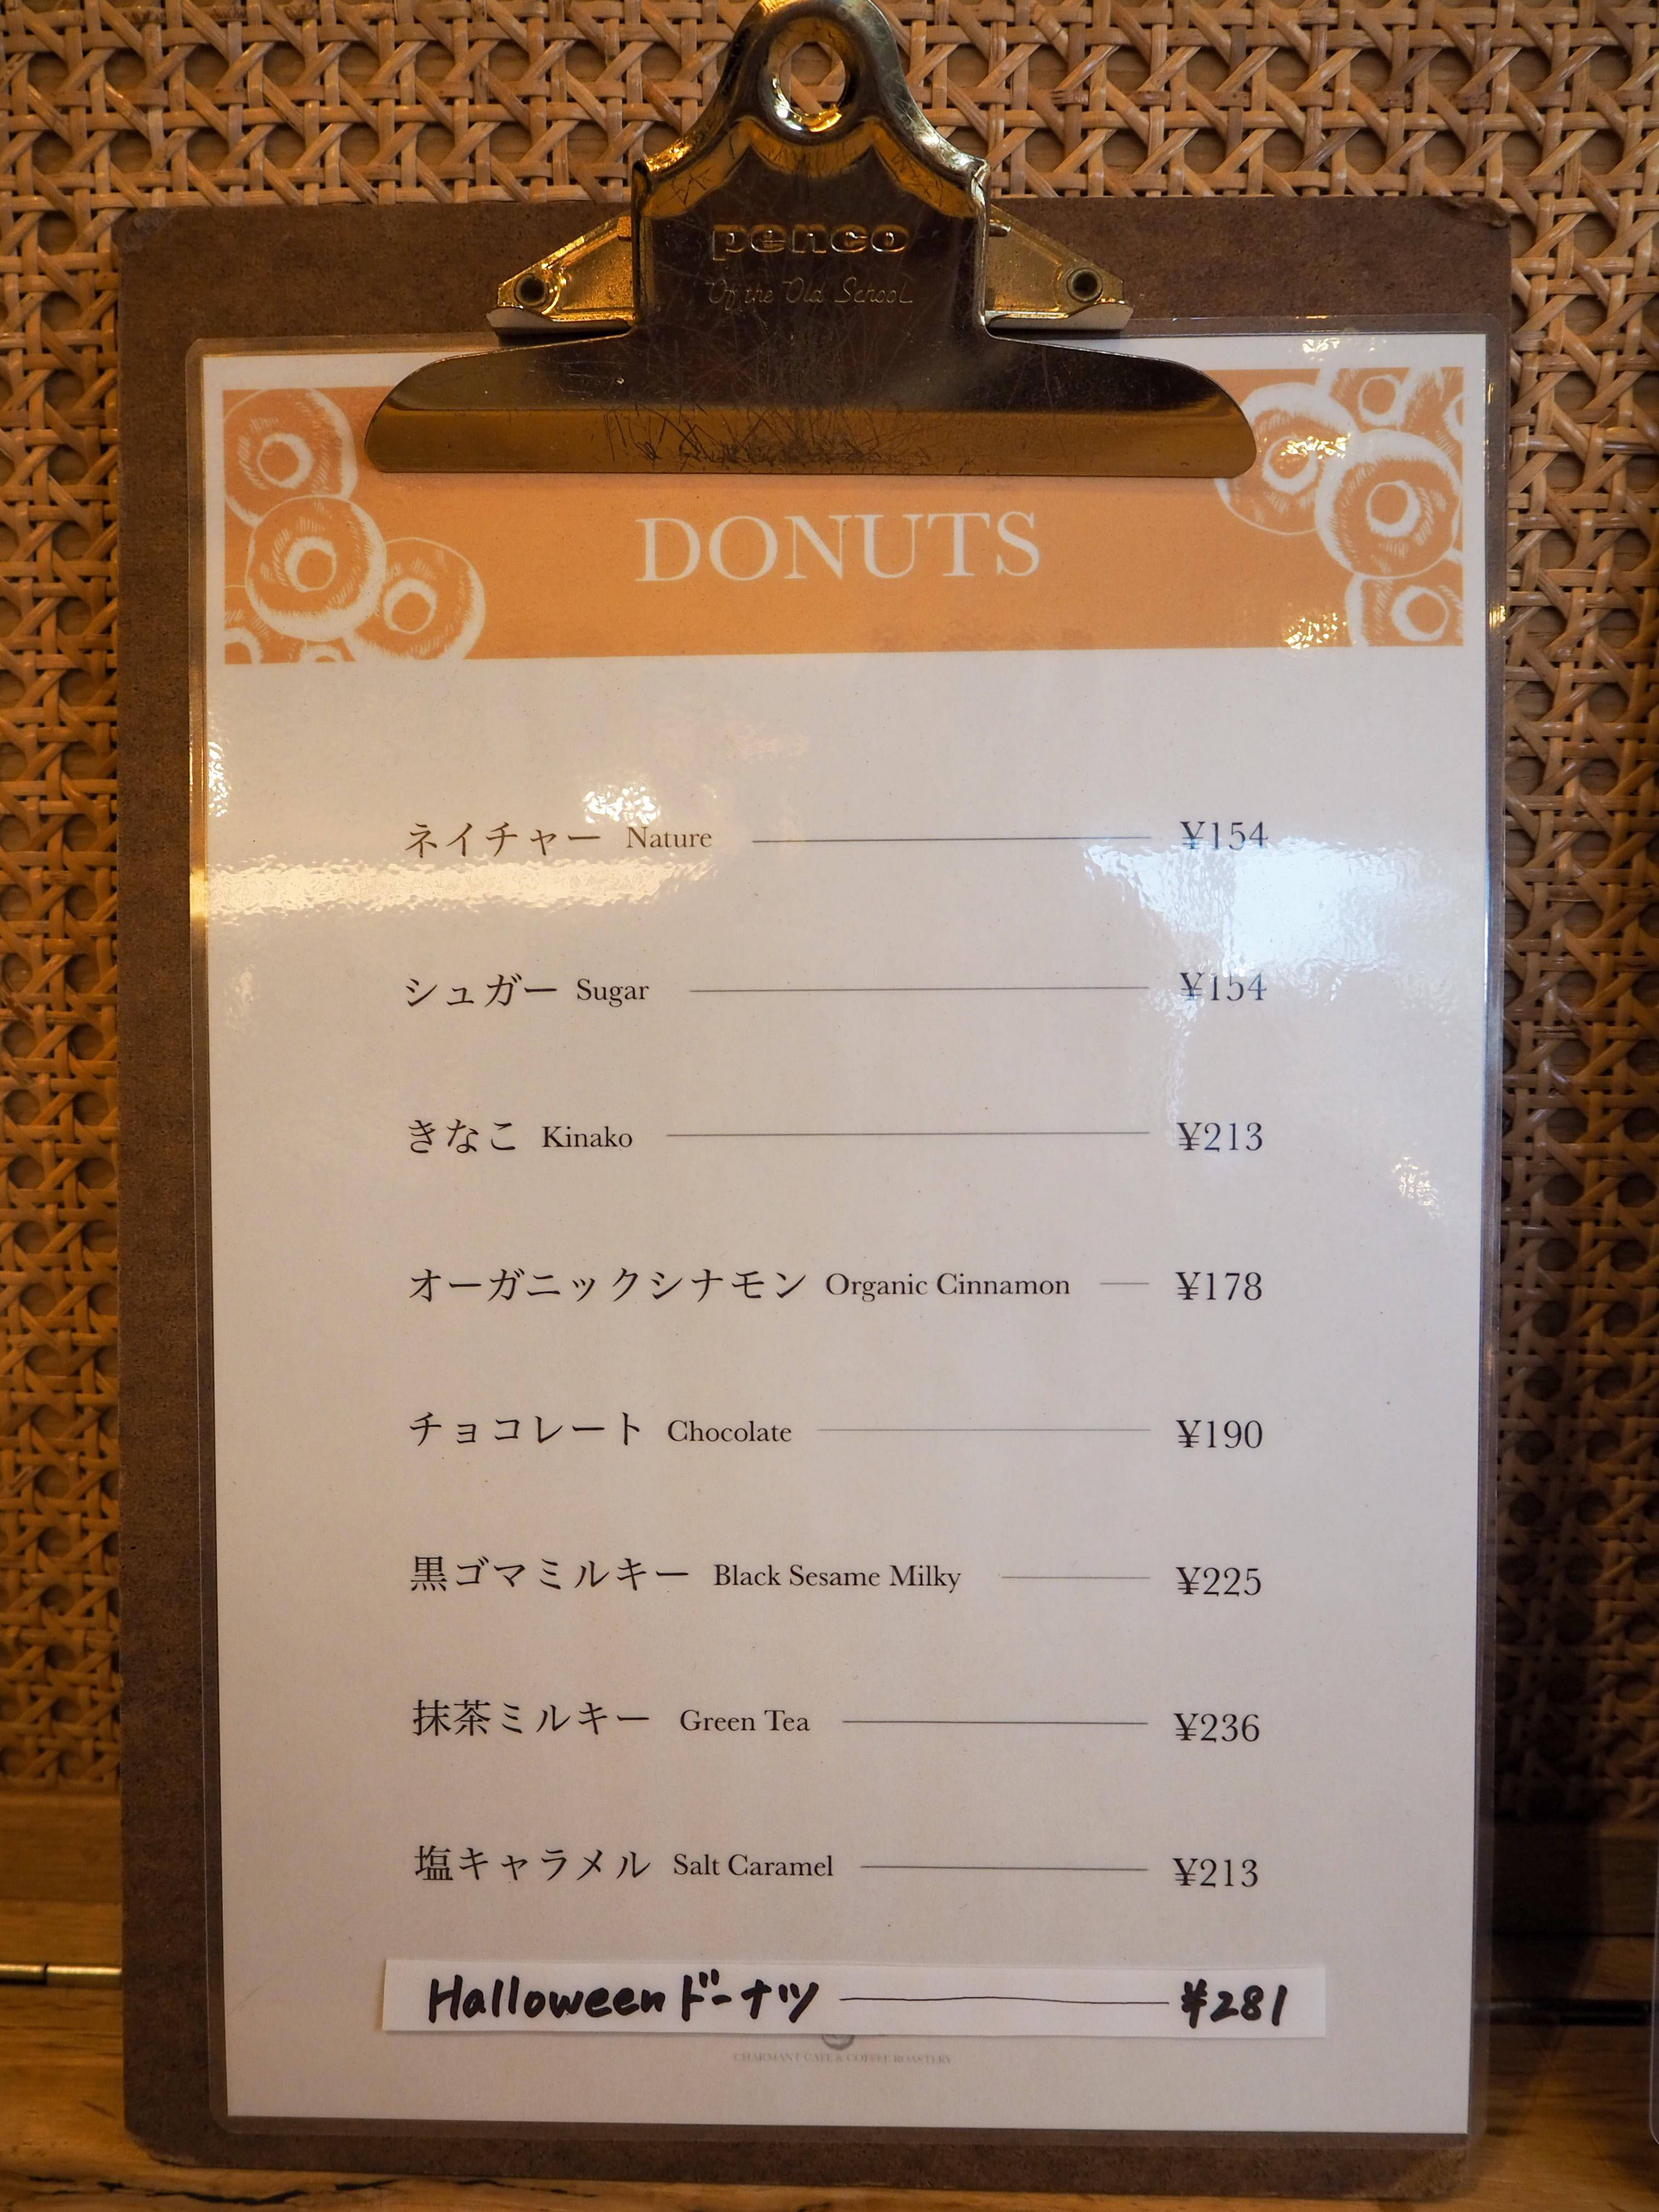 penco
Of the Old School
DONUTS
ネイチャー Nature ¥154
シュガー Sugar ¥154
きなこ Kinako ¥213
オーガニックシナモン Organic Cinnamon ¥178
チョコレート Chocolate ¥190
黒ゴマミルキー Black Sesame Milky ¥225
抹茶ミルキー Green Tea ¥236
塩キャラメル Salt Caramel ¥213
Halloweenドーナツ ¥281
CHARMANT CAFE & COFFEE ROASTERY